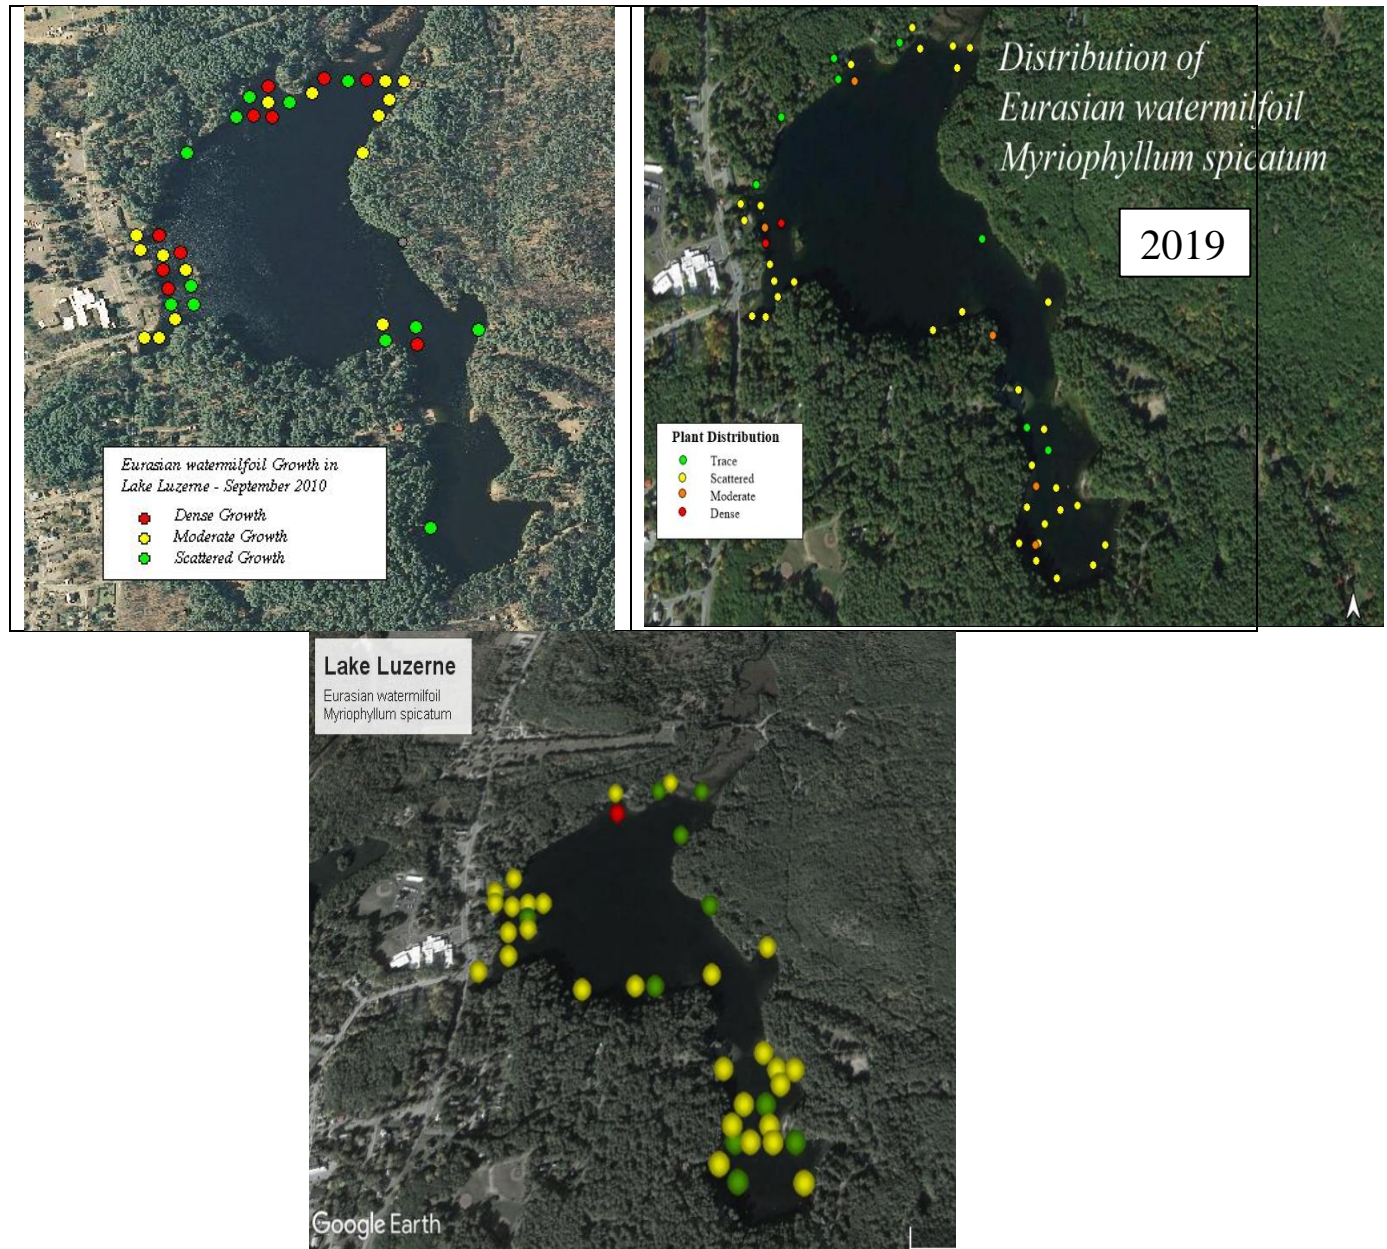 Eurasian watermilfoil Growth in
Lake Luzerne - September 2010
Dense Growth
Moderate Growth
Scattered Growth
Distribution of
Eurasian watermilfoil
Myriophyllum spicatum
2019
Plant Distribution
Trace
Scattered
Moderate
Dense
Lake Luzerne
Eurasian watermilfoil
Myriophyllum spicatum
Google Earth